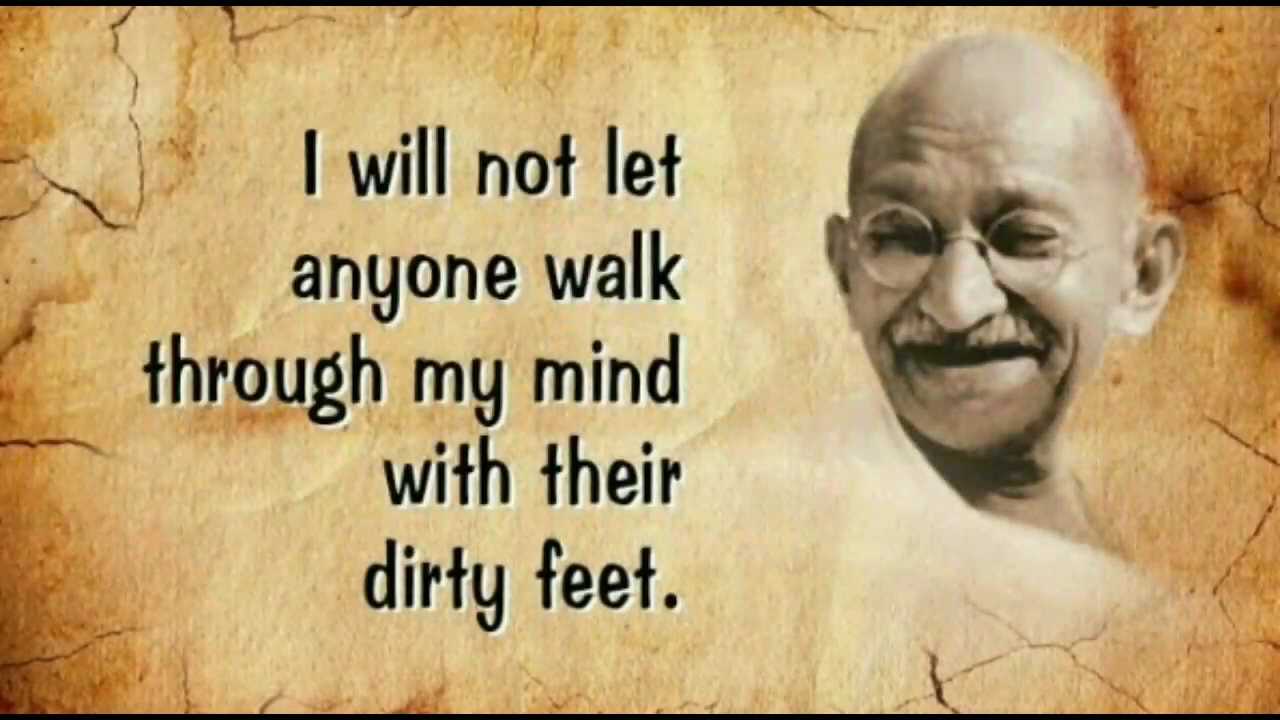 I will not let
anyone walk
through my mind
with their
dirty feet.